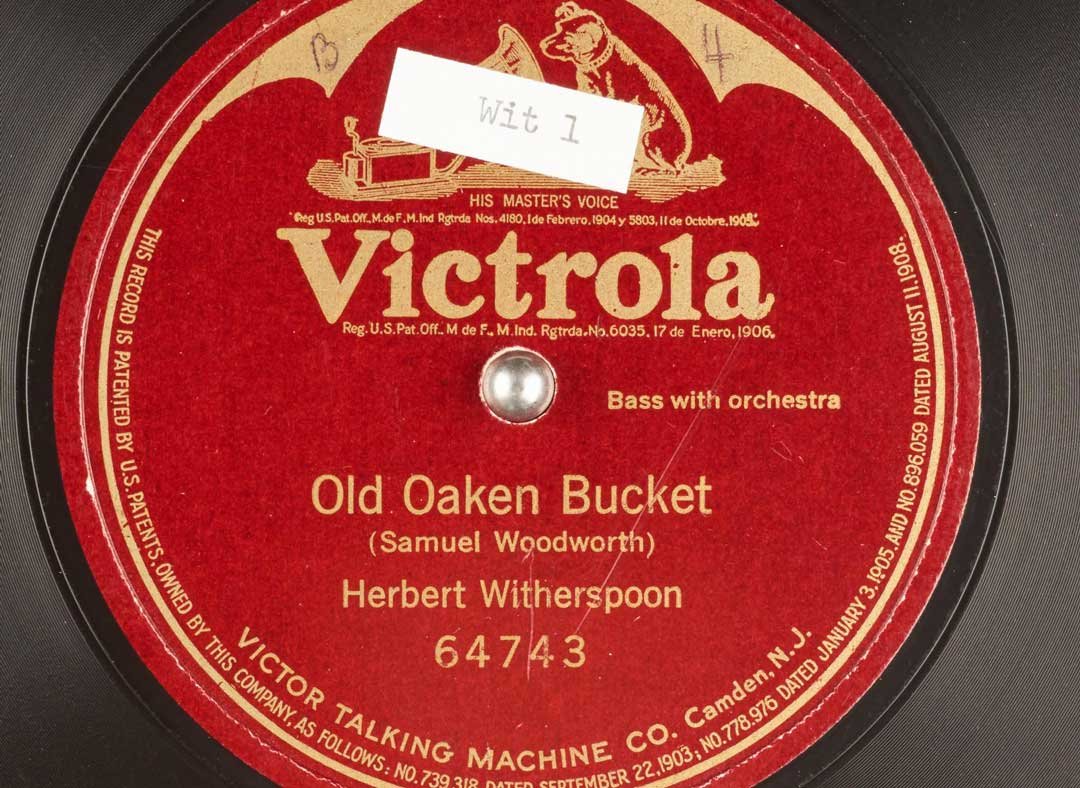 B
4
Wit 1
HIS MASTER'S VOICE
Reg U.S.Pat.Off., M.de F., M.Ind Rgtrda Nos. 4180, 1 de Febrero, 1904 y 5803, 11 de Octobre, 1905.
Victrola
Reg. U.S.Pat.Off., M de F., M.Ind. Rgtrda. No.6035, 17 de Enero, 1906.
Bass with orchestra
Old Oaken Bucket
(Samuel Woodworth)
Herbert Witherspoon
64743
VICTOR TALKING MACHINE CO. Camden, N.J.
THIS RECORD IS PATENTED BY U.S. PATENTS, OWNED BY THIS COMPANY, AS FOLLOWS: NO. 739,318 DATED SEPTEMBER 22, 1903; NO. 778,976 DATED JANUARY 3, 1905, AND NO. 896,059 DATED AUGUST 11, 1908.